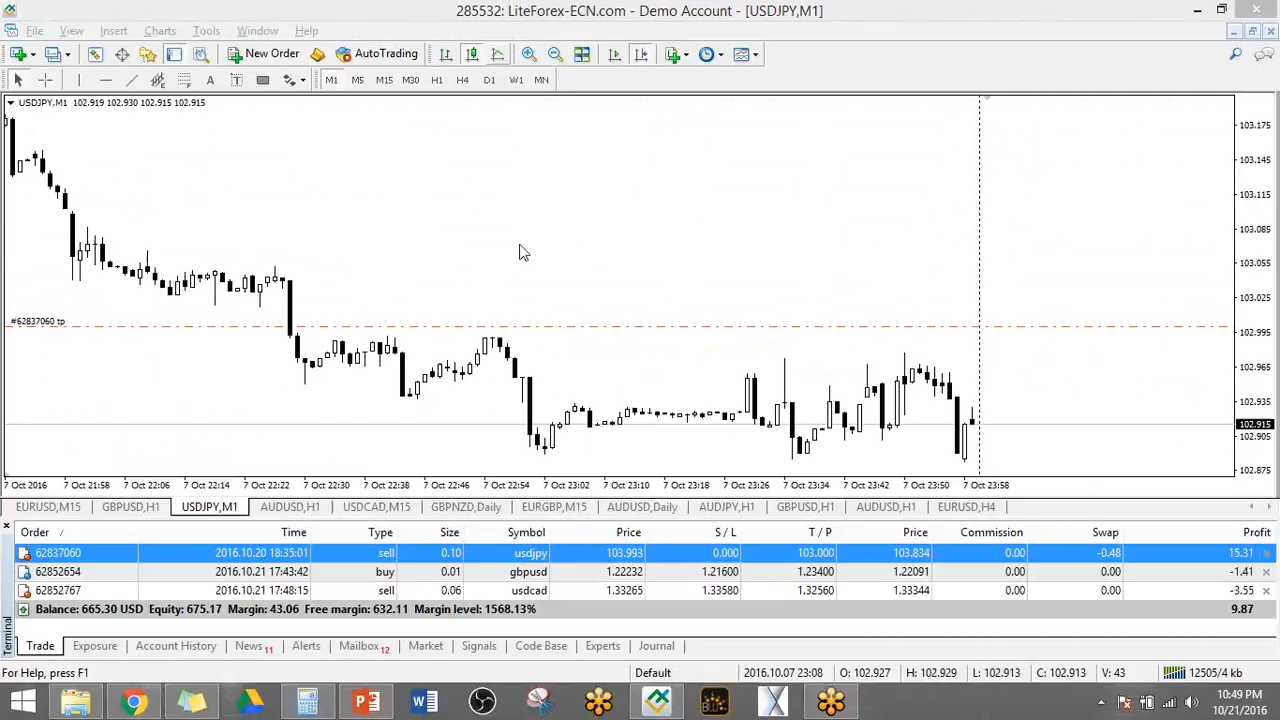 285532: LiteForex-ECN.com - Demo Account - [USDJPY,M1]
File View Insert Charts Tools Window Help
New Order AutoTrading
A T M1 M5 M15 M30 H1 H4 D1 W1 MN
USDJPY,M1 102.919 102.930 102.915 102.915
103.175
103.145
103.115
103.085
103.055
103.025
#62837060 tp
102.995
102.965
102.935
102.915
102.905
102.875
7 Oct 2016 7 Oct 21:58 7 Oct 22:06 7 Oct 22:14 7 Oct 22:22 7 Oct 22:30 7 Oct 22:38 7 Oct 22:46 7 Oct 22:54 7 Oct 23:02 7 Oct 23:10 7 Oct 23:18 7 Oct 23:26 7 Oct 23:34 7 Oct 23:42 7 Oct 23:50 7 Oct 23:58
EURUSD,M15 GBPUSD,H1 USDJPY,M1 AUDUSD,H1 USDCAD,M15 GBPNZD,Daily EURGBP,M15 AUDUSD,Daily AUDJPY,H1 GBPUSD,H1 AUDUSD,H1 EURUSD,H4
Order / Time Type Size Symbol Price S / L T / P Price Commission Swap Profit
62837060 2016.10.20 18:35:01 sell 0.10 usdjpy 103.993 0.000 103.000 103.834 0.00 -0.48 15.31
62852654 2016.10.21 17:43:42 buy 0.01 gbpusd 1.22232 1.21600 1.23400 1.22091 0.00 0.00 -1.41
62852767 2016.10.21 17:48:15 sell 0.06 usdcad 1.33265 1.33580 1.32560 1.33344 0.00 0.00 -3.55
Balance: 665.30 USD Equity: 675.17 Margin: 43.06 Free margin: 632.11 Margin level: 1568.13% 9.87
Terminal
Trade Exposure Account History News 11 Alerts Mailbox 12 Market Signals Code Base Experts Journal
For Help, press F1 Default 2016.10.07 23:08 O: 102.927 H: 102.929 L: 102.913 C: 102.913 V: 43 12505/4 kb
10:49 PM
10/21/2016